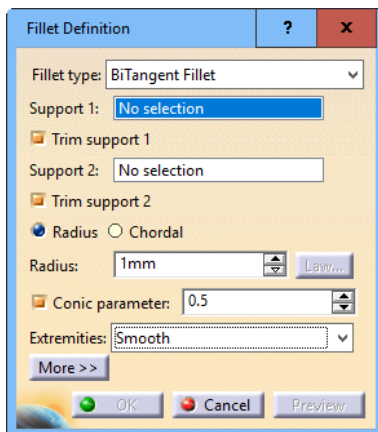 Fillet Definition ? x
Fillet type: BiTangent Fillet
Support 1: No selection
Trim support 1
Support 2: No selection
Trim support 2
Radius Chordal
Radius: 1mm Law...
Conic parameter: 0.5
Extremities: Smooth
More >>
OK Cancel Preview